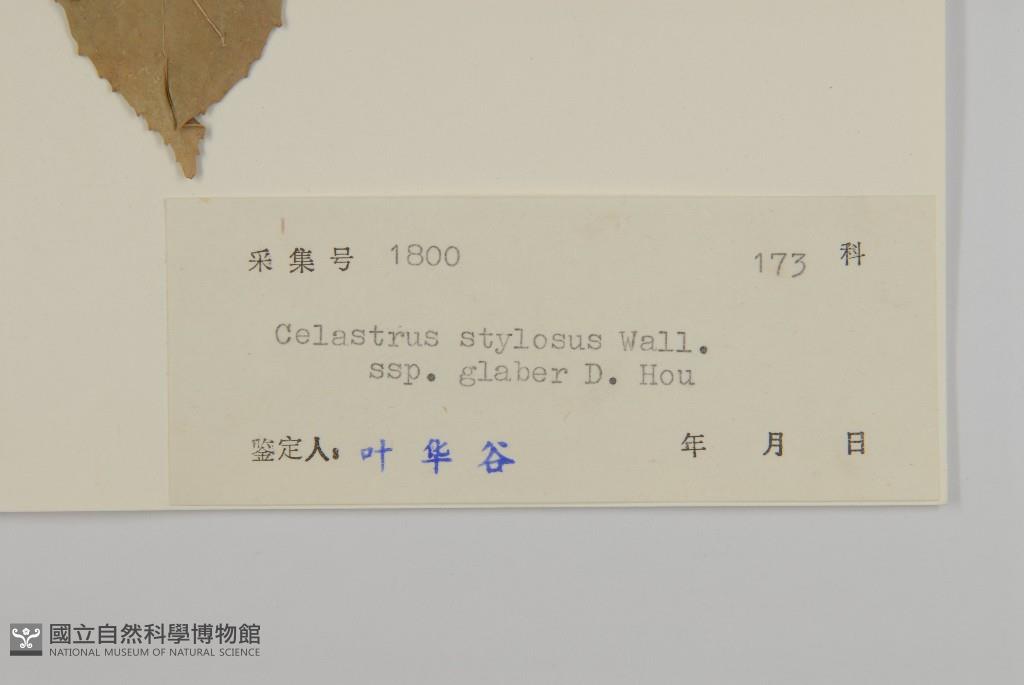 采集号 1800 173 科
Celastrus stylosus Wall.
ssp. glaber D. Hou
鉴定人: 叶华谷 年 月 日
國立自然科學博物館
NATIONAL MUSEUM OF NATURAL SCIENCE